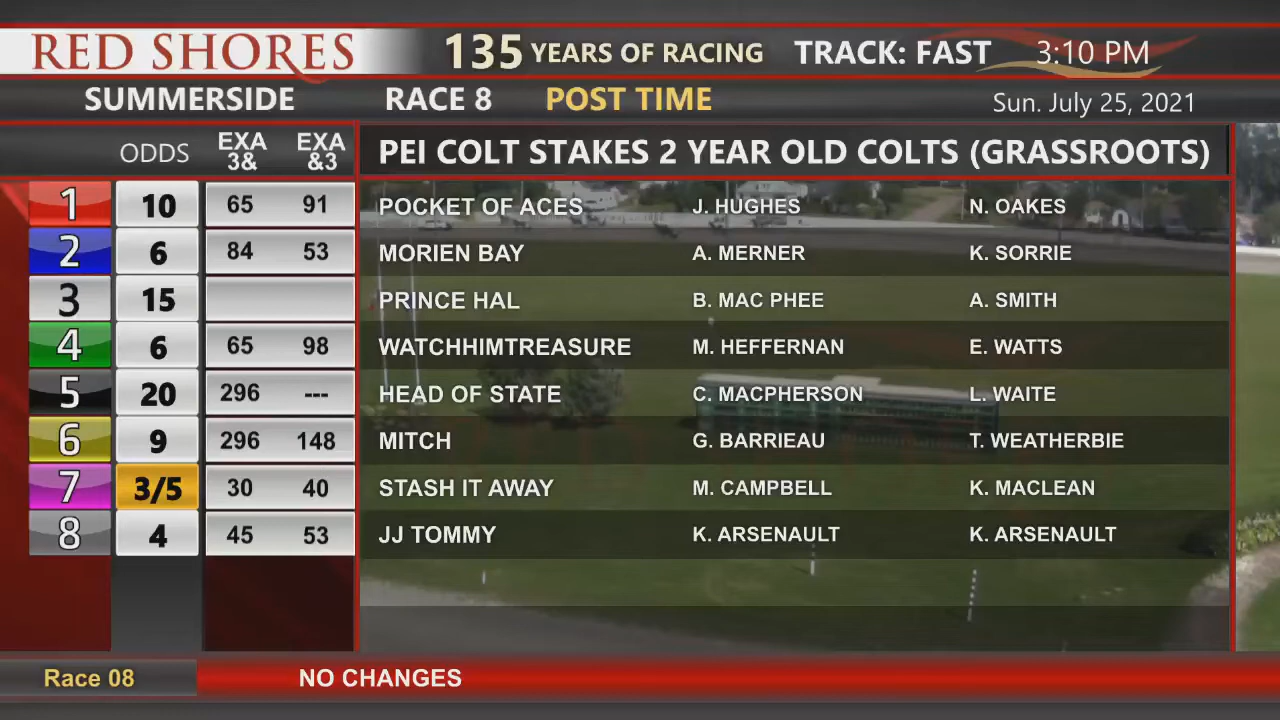 RED SHORES 135 YEARS OF RACING TRACK: FAST 3:10 PM
SUMMERSIDE RACE 8 POST TIME Sun. July 25, 2021
ODDS EXA 3& EXA &3 PEI COLT STAKES 2 YEAR OLD COLTS (GRASSROOTS)
1 10 65 91 POCKET OF ACES J. HUGHES N. OAKES
2 6 84 53 MORIEN BAY A. MERNER K. SORRIE
3 15 PRINCE HAL B. MAC PHEE A. SMITH
4 6 65 98 WATCHHIMTREASURE M. HEFFERNAN E. WATTS
5 20 296 --- HEAD OF STATE C. MACPHERSON L. WAITE
6 9 296 148 MITCH G. BARRIEAU T. WEATHERBIE
7 3/5 30 40 STASH IT AWAY M. CAMPBELL K. MACLEAN
8 4 45 53 JJ TOMMY K. ARSENAULT K. ARSENAULT
Race 08 NO CHANGES